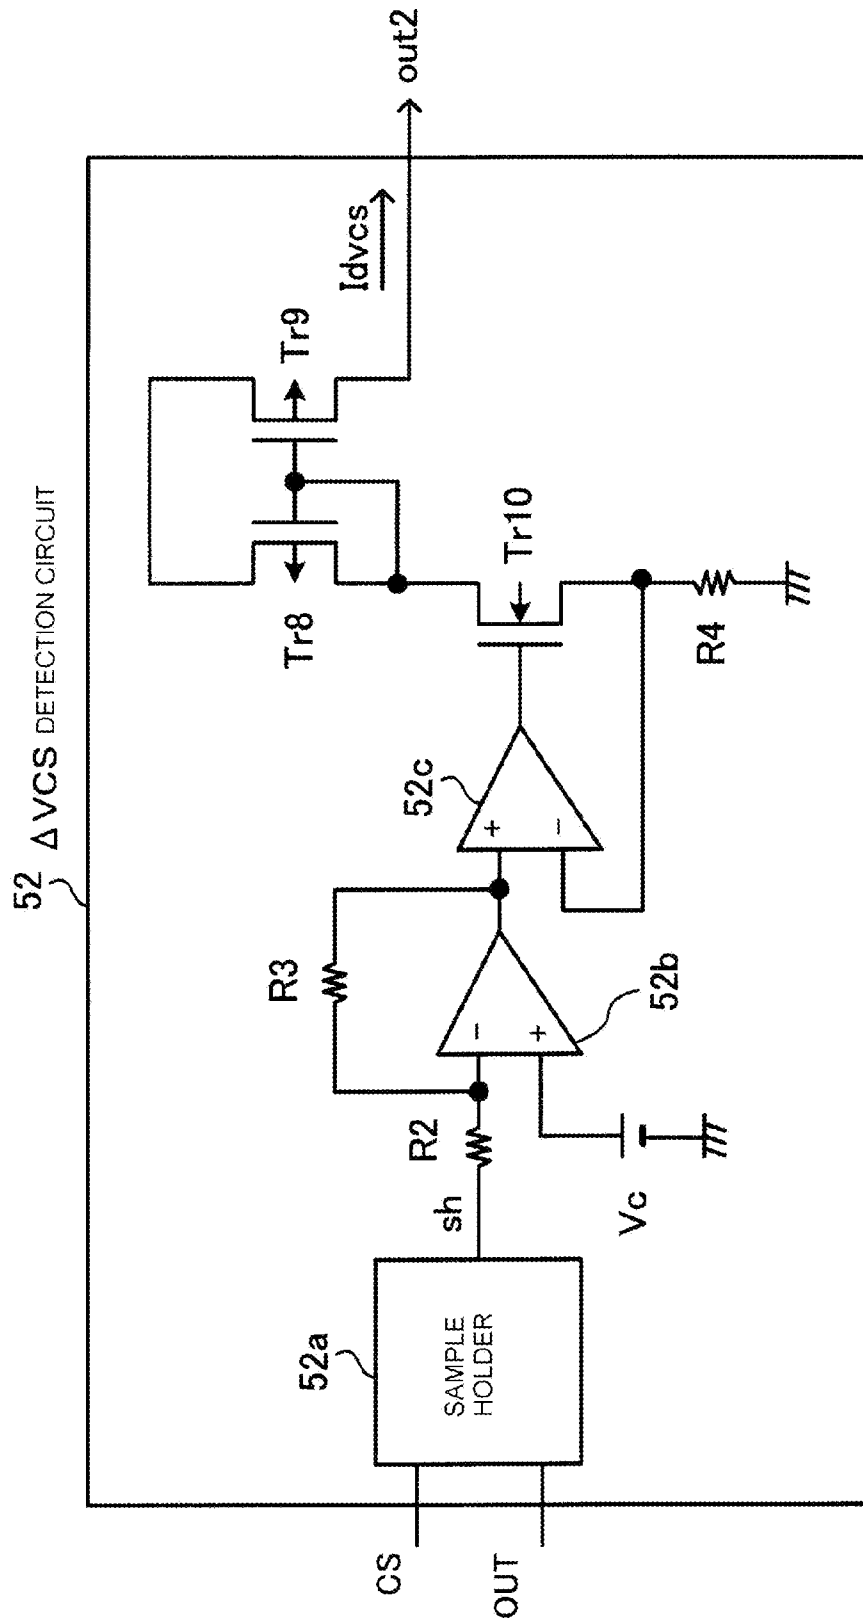 52 ΔVCS DETECTION CIRCUIT
CS
OUT
52a
SAMPLE
HOLDER
sh
R2
R3
Vc
-
+
52b
+
-
52c
Tr8
Tr9
Tr10
R4
Idvcs
out2